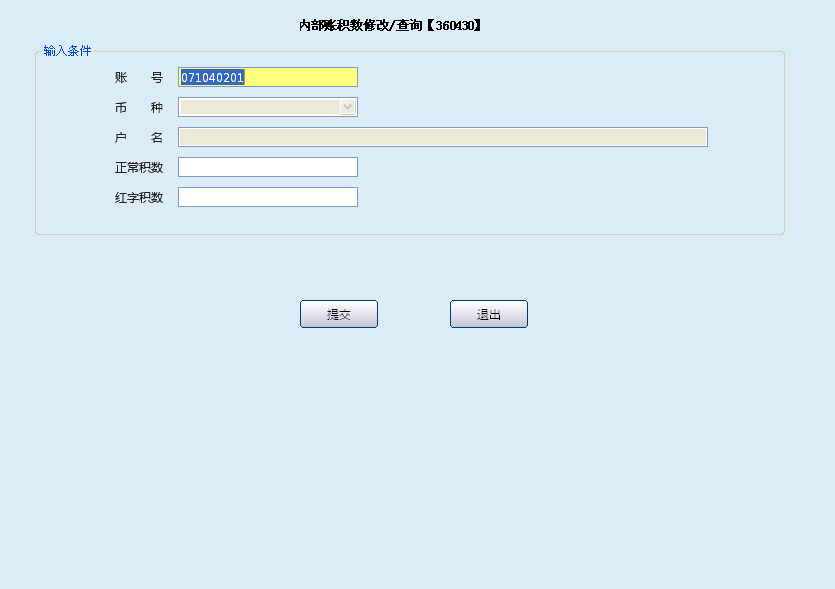 内部账积数修改/查询【360430】
输入条件
账 号 071040201
币 种
户 名
正常积数
红字积数
提交 退出